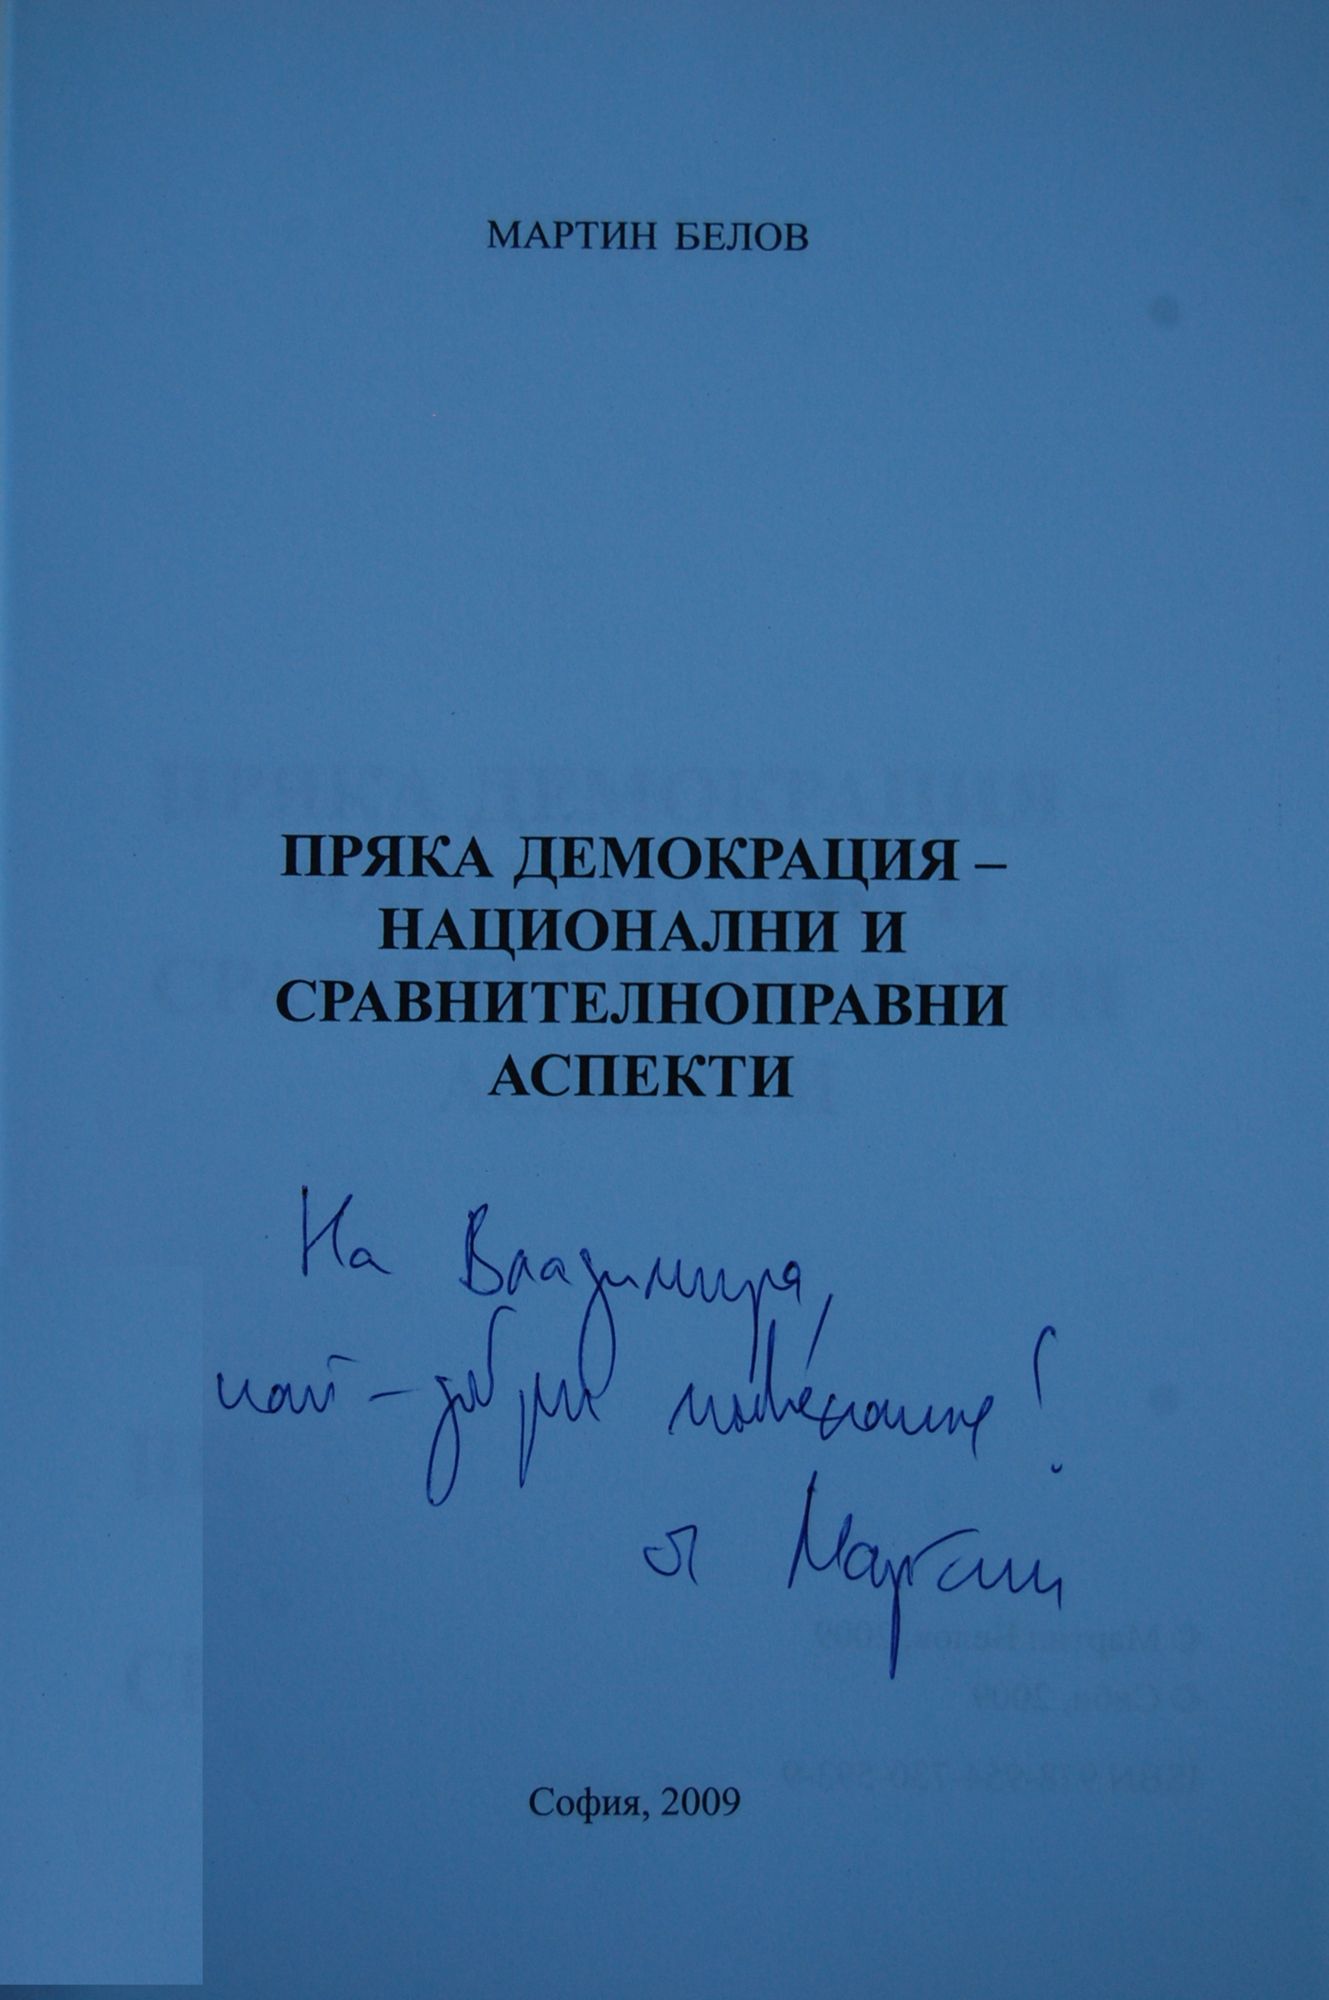 МАРТИН БЕЛОВ
ПРЯКА ДЕМОКРАЦИЯ –
НАЦИОНАЛНИ И
СРАВНИТЕЛНОПРАВНИ
АСПЕКТИ
На Владимира,
най-добри пожелания!
от Мартин
София, 2009